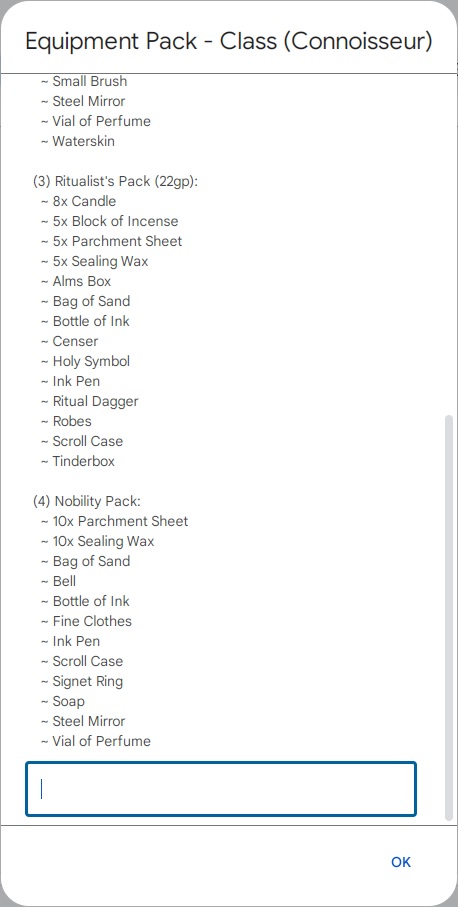 Equipment Pack - Class (Connoisseur)
~ Small Brush
~ Steel Mirror
~ Vial of Perfume
~ Waterskin
(3) Ritualist's Pack (22gp):
~ 8x Candle
~ 5x Block of Incense
~ 5x Parchment Sheet
~ 5x Sealing Wax
~ Alms Box
~ Bag of Sand
~ Bottle of Ink
~ Censer
~ Holy Symbol
~ Ink Pen
~ Ritual Dagger
~ Robes
~ Scroll Case
~ Tinderbox
(4) Nobility Pack:
~ 10x Parchment Sheet
~ 10x Sealing Wax
~ Bag of Sand
~ Bell
~ Bottle of Ink
~ Fine Clothes
~ Ink Pen
~ Scroll Case
~ Signet Ring
~ Soap
~ Steel Mirror
~ Vial of Perfume
OK